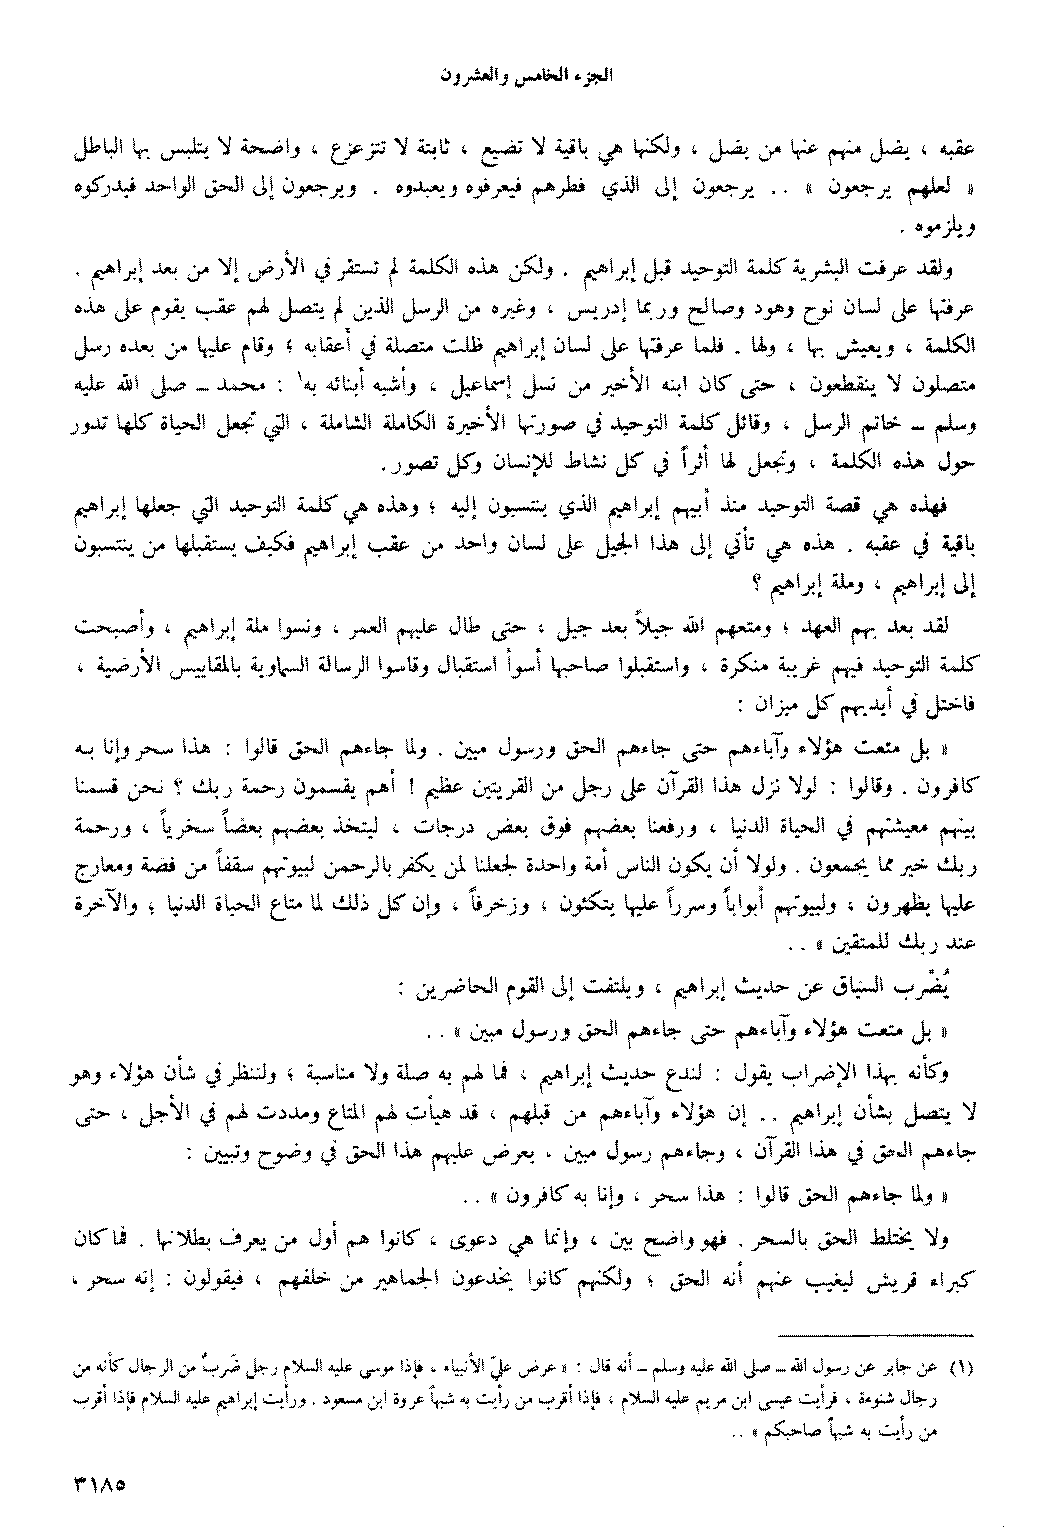 الجزء الخامس والعشرون
عقبه ، يضل منهم عنها من يضل ، ولكنها هي باقية لا تضيع ، ثابتة لا تتزعزع ، واضحة لا يتلبس بها الباطل
« لعلهم يرجعون » .. يرجعون إلى الذي فطرهم فيعرفوه ويعبدوه . ويرجعون إلى الحق الواحد فيدركوه
ويلزموه .
ولقد عرفت البشرية كلمة التوحيد قبل إبراهيم . ولكن هذه الكلمة لم تستقر في الأرض إلا من بعد إبراهيم .
عرفتها على لسان نوح وهود وصالح وربما إدريس ، وغيره من الرسل الذين لم يتصل لهم عقب يقوم على هذه
الكلمة ، ويعيش بها ، ولها . فلما عرفتها على لسان إبراهيم ظلت متصلة في أعقابه ؛ وقام عليها من بعده رسل
متصلون لا ينقطعون ، حتى كان ابنه الأخير من نسل إسماعيل ، وأشبه أبنائه به١ : محمد – صلى الله عليه
وسلم – خاتم الرسل ، وقائل كلمة التوحيد في صورتها الأخيرة الكاملة الشاملة ، التي تجعل الحياة كلها تدور
حول هذه الكلمة ، وتجعل لها أثراً في كل نشاط للإنسان وكل تصور.
فهذه هي قصة التوحيد منذ أبيهم إبراهيم الذي ينتسبون إليه ؛ وهذه هي كلمة التوحيد التي جعلها إبراهيم
باقية في عقبه . هذه هي تأتي إلى هذا الجيل على لسان واحد من عقب إبراهيم فكيف يستقبلها من ينتسبون
إلى إبراهيم ، وملة إبراهيم ؟
لقد بعد بهم العهد ؛ ومتعهم الله جيلاً بعد جيل ، حتى طال عليهم العمر ، ونسوا ملة إبراهيم ، وأصبحت
كلمة التوحيد فيهم غريبة منكرة ، واستقبلوا صاحبها أسوأ استقبال وقاسوا الرسالة السماوية بالمقاييس الأرضية ،
فاختل في أيديهم كل ميزان :
« بل متعت هؤلاء وآباءهم حتى جاءهم الحق ورسول مبين . ولما جاءهم الحق قالوا : هذا سحر وإنا به
كافرون . وقالوا : لولا نزل هذا القرآن على رجل من القريتين عظيم ! أهم يقسمون رحمة ربك ؟ نحن قسمنا
بينهم معيشتهم في الحياة الدنيا ، ورفعنا بعضهم فوق بعض درجات ، ليتخذ بعضهم بعضاً سخرياً ، ورحمة
ربك خير مما يجمعون . ولولا أن يكون الناس أمة واحدة لجعلنا لمن يكفر بالرحمن لبيوتهم سقفاً من فضة ومعارج
عليها يظهرون ، ولبيوتهم أبواباً وسرراً عليها يتكئون ، وزخرفاً ، وإن كل ذلك لما متاع الحياة الدنيا ؛ والآخرة
عند ربك للمتقين » ..
يُضْرب السياق عن حديث إبراهيم ، ويلتفت إلى القوم الحاضرين :
« بل متعت هؤلاء وآباءهم حتى جاءهم الحق ورسول مبين » ..
وكأنه بهذا الإضراب يقول : لندع حديث إبراهيم ، فما لهم به صلة ولا مناسبة ؛ ولننظر في شأن هؤلاء وهو
لا يتصل بشأن إبراهيم .. إن هؤلاء وآباءهم من قبلهم ، قد هيأت لهم المتاع ومددت لهم في الأجل ، حتى
جاءهم الحق في هذا القرآن ، وجاءهم رسول مبين ، يعرض عليهم هذا الحق في وضوح وتبيين :
« ولما جاءهم الحق قالوا : هذا سحر ، وإنا به كافرون » ..
ولا يختلط الحق بالسحر. فهو واضح بين ، وإنما هي دعوى ، كانوا هم أول من يعرف بطلانها . فما كان
كبراء قريش ليغيب عنهم أنه الحق ؛ ولكنهم كانوا يخدعون الجماهير من خلفهم ، فيقولون : إنه سحر ،
(١) عن جابر عن رسول الله – صلى الله عليه وسلم – أنه قال : « عرض عليّ الأنبياء ، فإذا موسى عليه السلام رجل ضَربٌ من الرجال كأنه من
رجال شنوءة ، فرأيت عيسى ابن مريم عليه السلام ، فإذا أقرب من رأيت به شبهاً عروة ابن مسعود . ورأيت إبراهيم عليه السلام فإذا أقرب
من رأيت به شبهاً صاحبكم » ..
٣١٨٥